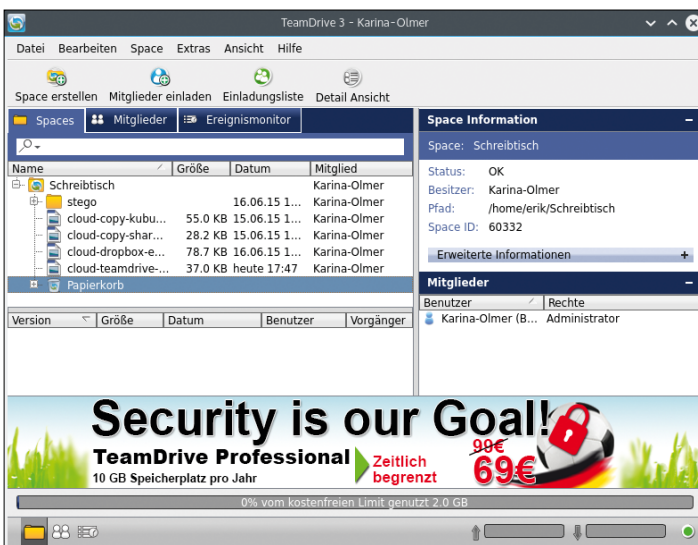 TeamDrive 3 - Karina-Olmer
Datei Bearbeiten Space Extras Ansicht Hilfe
Space erstellen Mitglieder einladen Einladungsliste Detail Ansicht
Spaces Mitglieder Ereignismonitor
Name Größe Datum Mitglied
Schreibtisch Karina-Olmer
stego 16.06.15 1... Karina-Olmer
cloud-copy-kubu... 55.0 KB 15.06.15 1... Karina-Olmer
cloud-copy-shar... 28.2 KB 15.06.15 1... Karina-Olmer
cloud-dropbox-e... 78.7 KB 16.06.15 1... Karina-Olmer
cloud-teamdrive-... 37.0 KB heute 17:47 Karina-Olmer
Papierkorb
Version Größe Datum Benutzer Vorgänger
Space Information
Space: Schreibtisch
Status: OK
Besitzer: Karina-Olmer
Pfad: /home/erik/Schreibtisch
Space ID: 60332
Erweiterte Informationen
Mitglieder
Benutzer Rechte
Karina-Olmer (B... Administrator
Security is our Goal!
TeamDrive Professional
10 GB Speicherplatz pro Jahr
Zeitlich
begrenzt
99€
69€
0% vom kostenfreien Limit genutzt 2.0 GB